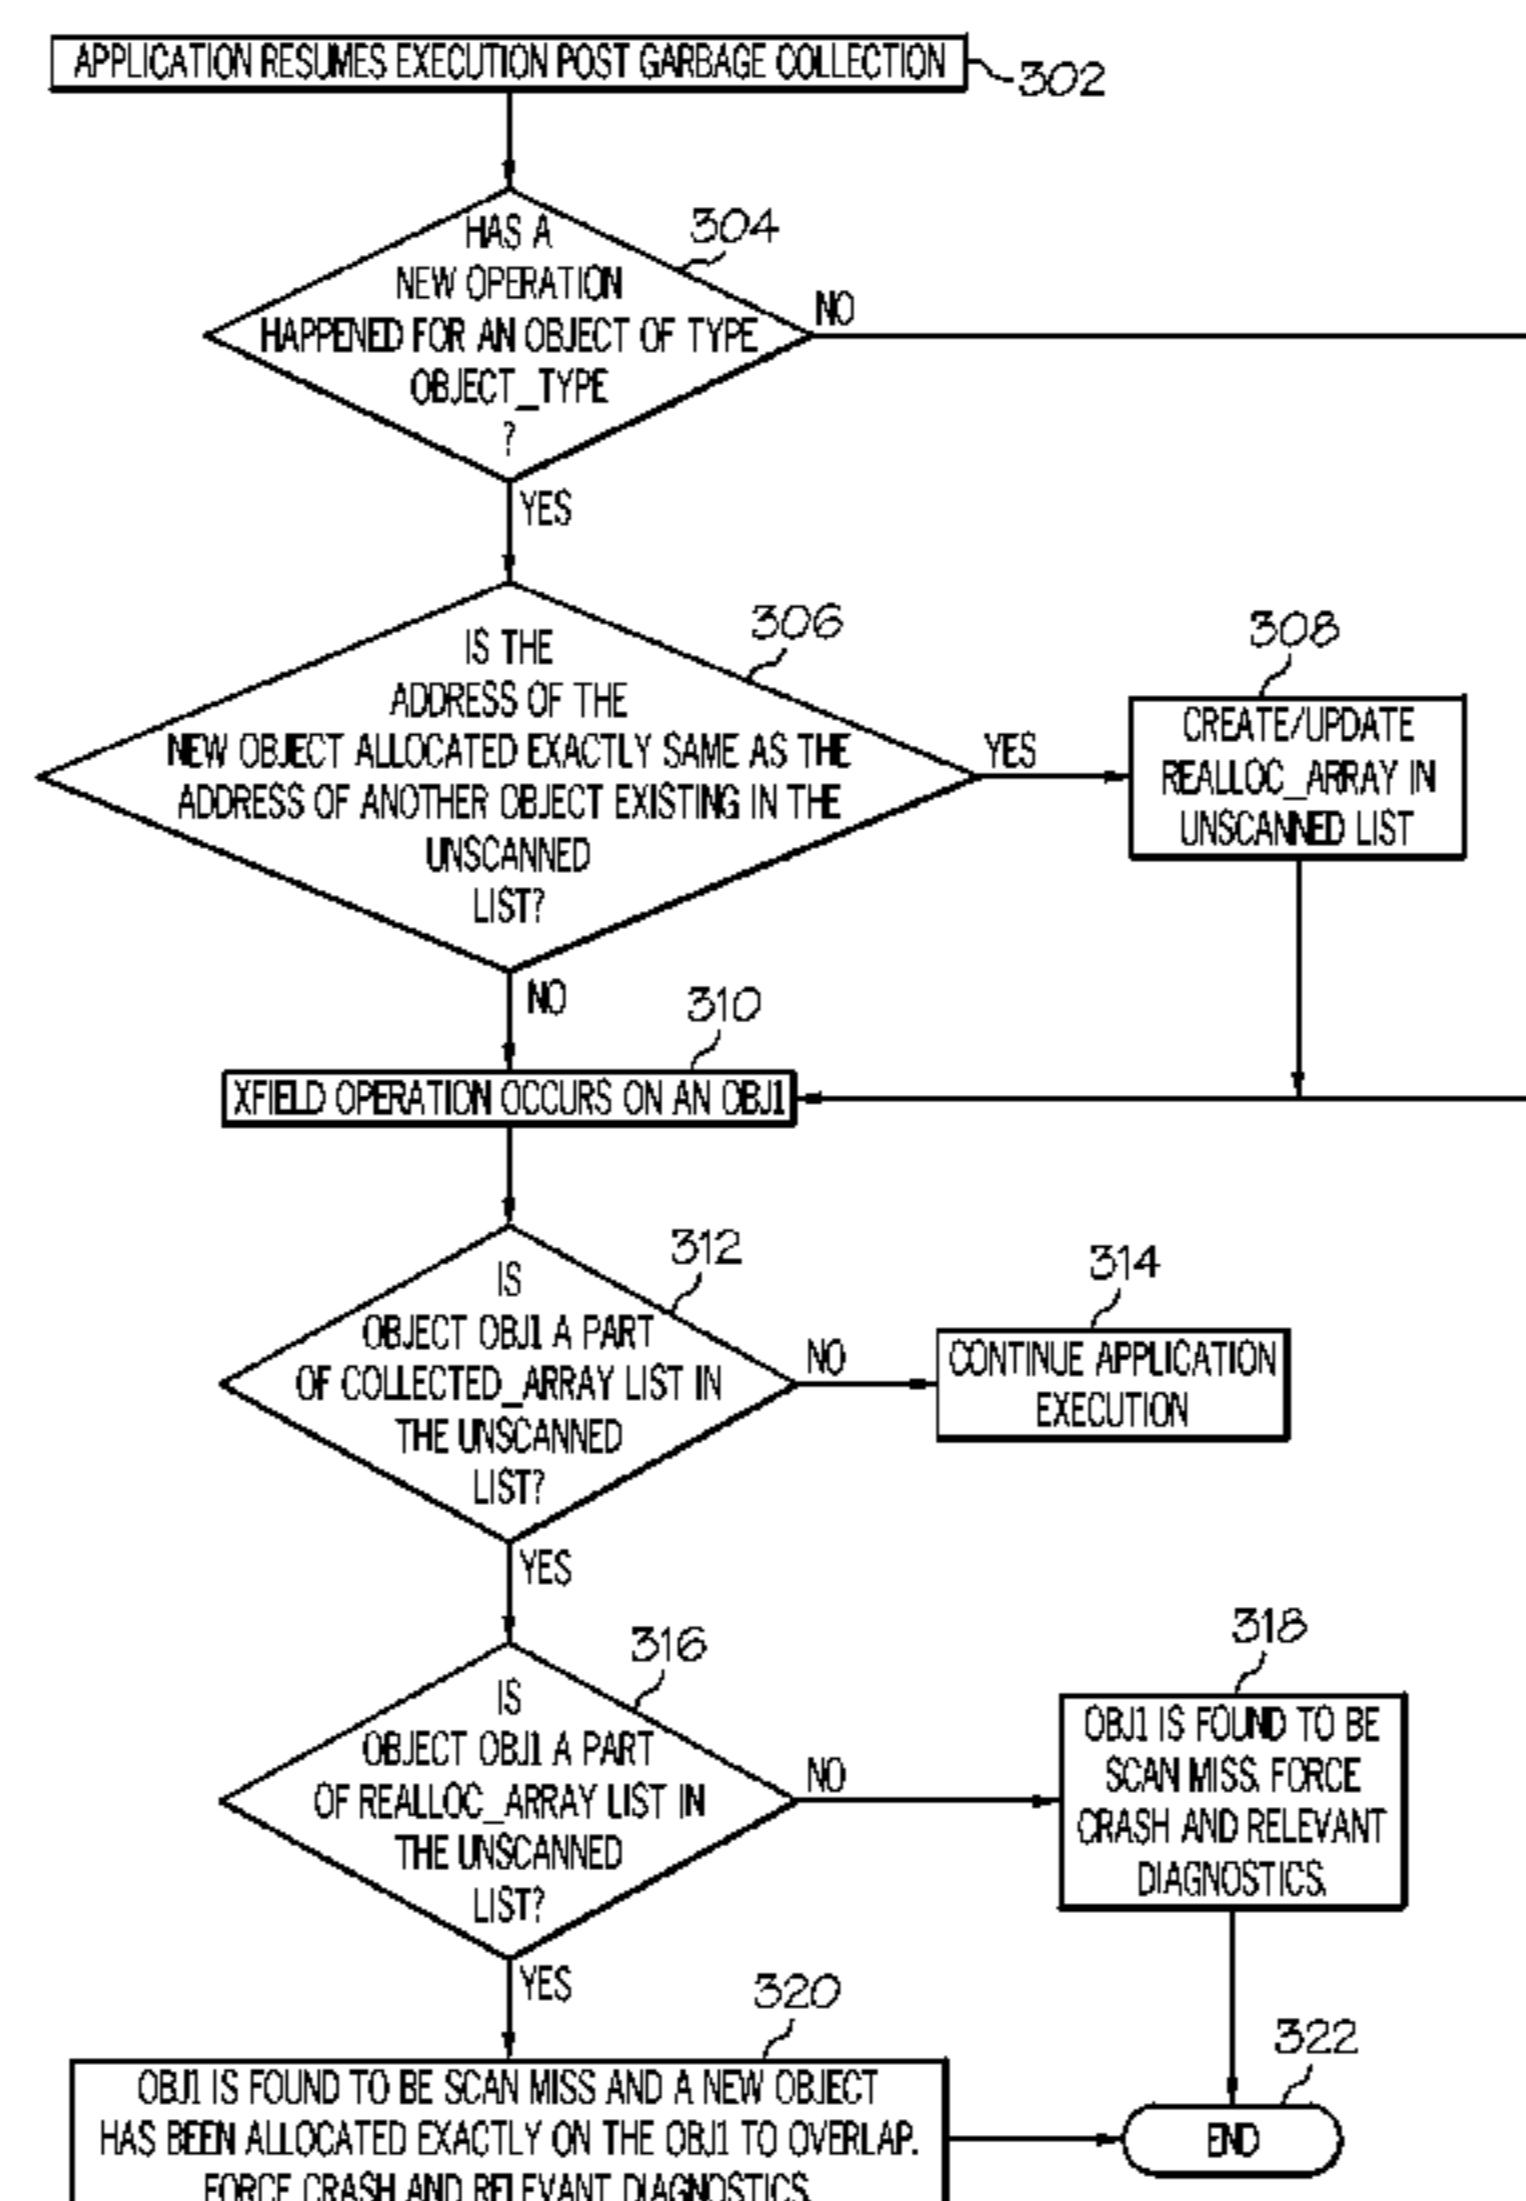 APPLICATION RESUMES EXECUTION POST GARBAGE COLLECTION
302
304
HAS A
NEW OPERATION
HAPPENED FOR AN OBJECT OF TYPE
OBJECT_TYPE
?
NO
YES
306
IS THE
ADDRESS OF THE
NEW OBJECT ALLOCATED EXACTLY SAME AS THE
ADDRESS OF ANOTHER OBJECT EXISTING IN THE
UNSCANNED
LIST?
YES
308
CREATE/UPDATE
REALLOC_ARRAY IN
UNSCANNED LIST
NO
310
XFIELD OPERATION OCCURS ON AN OBJ1
312
IS
OBJECT OBJ1 A PART
OF COLLECTED_ARRAY LIST IN
THE UNSCANNED
LIST?
NO
314
CONTINUE APPLICATION
EXECUTION
YES
316
IS
OBJECT OBJ1 A PART
OF REALLOC_ARRAY LIST IN
THE UNSCANNED
LIST?
NO
318
OBJ1 IS FOUND TO BE
SCAN MISS. FORCE
CRASH AND RELEVANT
DIAGNOSTICS.
YES
320
OBJ1 IS FOUND TO BE SCAN MISS AND A NEW OBJECT
HAS BEEN ALLOCATED EXACTLY ON THE OBJ1 TO OVERLAP.
FORCE CRASH AND RELEVANT DIAGNOSTICS.
322
END